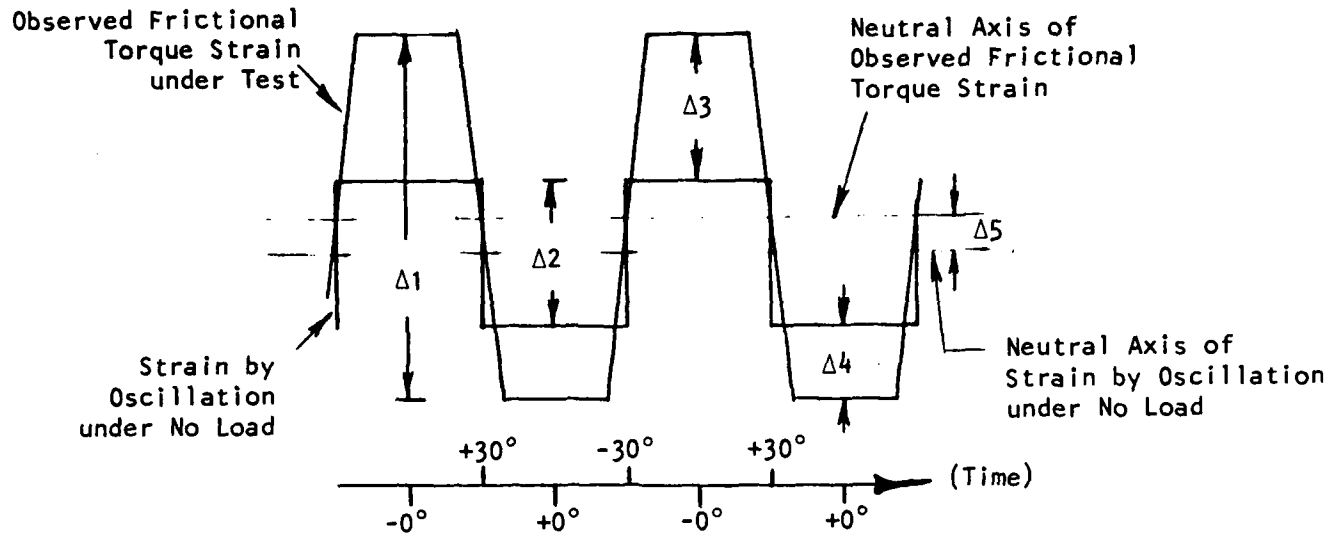 Observed Frictional
Torque Strain
under Test
Neutral Axis of
Observed Frictional
Torque Strain
Δ3
Δ5
Δ2
Δ1
Δ4
Strain by
Oscillation
under No Load
Neutral Axis of
Strain by Oscillation
under No Load
+30° -30° +30°
(Time)
-0° +0° -0° +0°